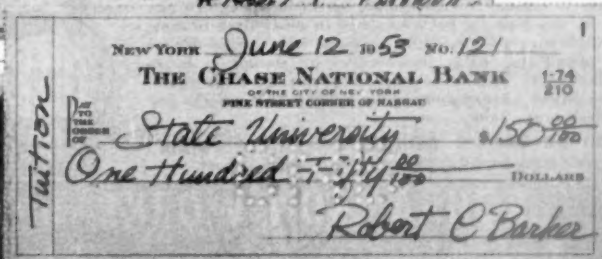 1
NEW YORK June 12 1953 No. 121
THE CHASE NATIONAL BANK 1-74/210
OF THE CITY OF NEW YORK
PINE STREET CORNER OF NASSAU
PAY TO THE ORDER OF State University $150 00/100
One Hundred Fifty 00/100 DOLLARS
Robert C Barker
Tuition